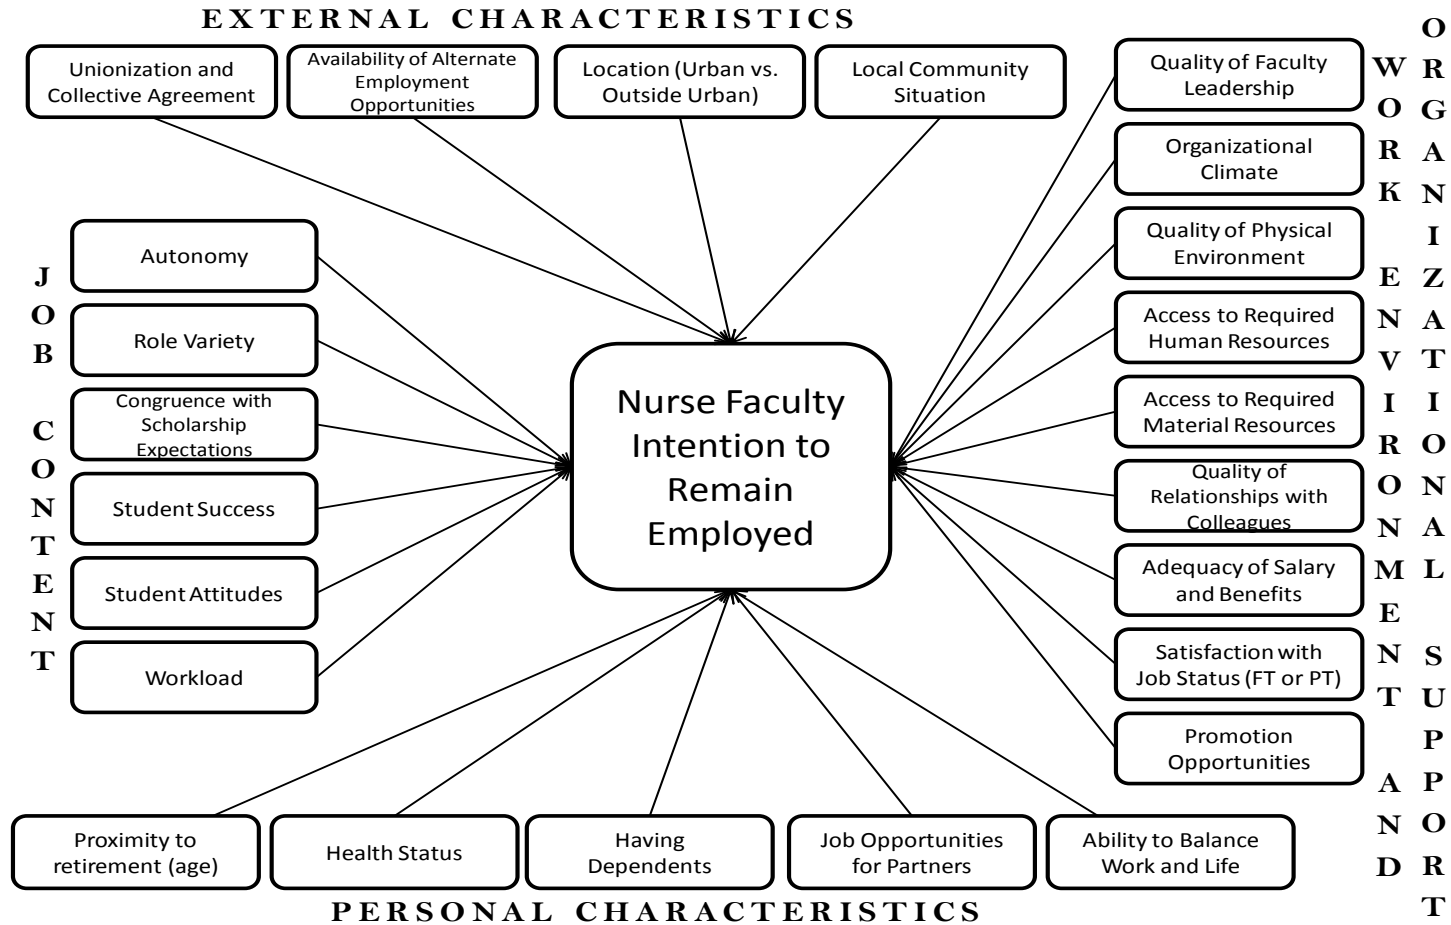 EXTERNAL CHARACTERISTICS
Unionization and
Collective Agreement
Availability of Alternate
Employment
Opportunities
Location (Urban vs.
Outside Urban)
Local Community
Situation
JOB CONTENT
Autonomy
Role Variety
Congruence with
Scholarship
Expectations
Student Success
Student Attitudes
Workload
Nurse Faculty
Intention to
Remain
Employed
Quality of Faculty
Leadership
Organizational
Climate
Quality of Physical
Environment
Access to Required
Human Resources
Access to Required
Material Resources
Quality of
Relationships with
Colleagues
Adequacy of Salary
and Benefits
Satisfaction with
Job Status (FT or PT)
Promotion
Opportunities
WORK ENVIRONMENT AND
ORGANIZATIONAL SUPPORT
Proximity to
retirement (age)
Health Status
Having
Dependents
Job Opportunities
for Partners
Ability to Balance
Work and Life
PERSONAL CHARACTERISTICS